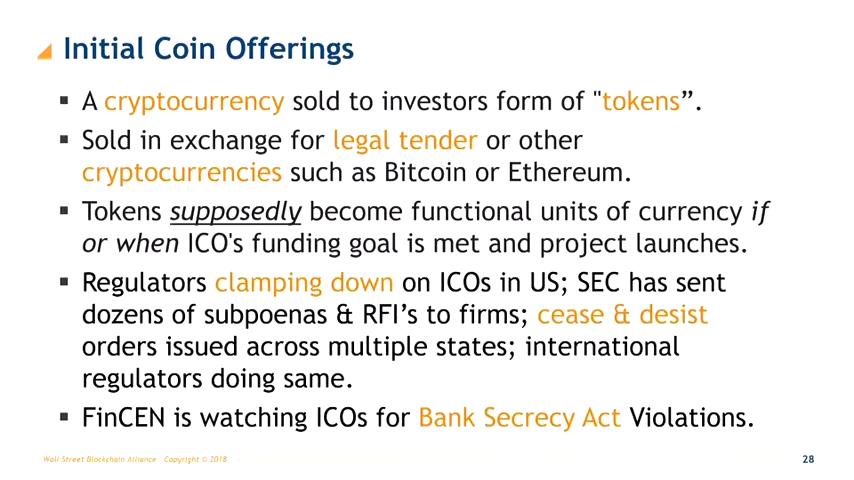 Initial Coin Offerings
▪ A cryptocurrency sold to investors form of "tokens”.
▪ Sold in exchange for legal tender or other
cryptocurrencies such as Bitcoin or Ethereum.
▪ Tokens supposedly become functional units of currency if
or when ICO's funding goal is met and project launches.
▪ Regulators clamping down on ICOs in US; SEC has sent
dozens of subpoenas & RFI’s to firms; cease & desist
orders issued across multiple states; international
regulators doing same.
▪ FinCEN is watching ICOs for Bank Secrecy Act Violations.
Wall Street Blockchain Alliance Copyright © 2018
28